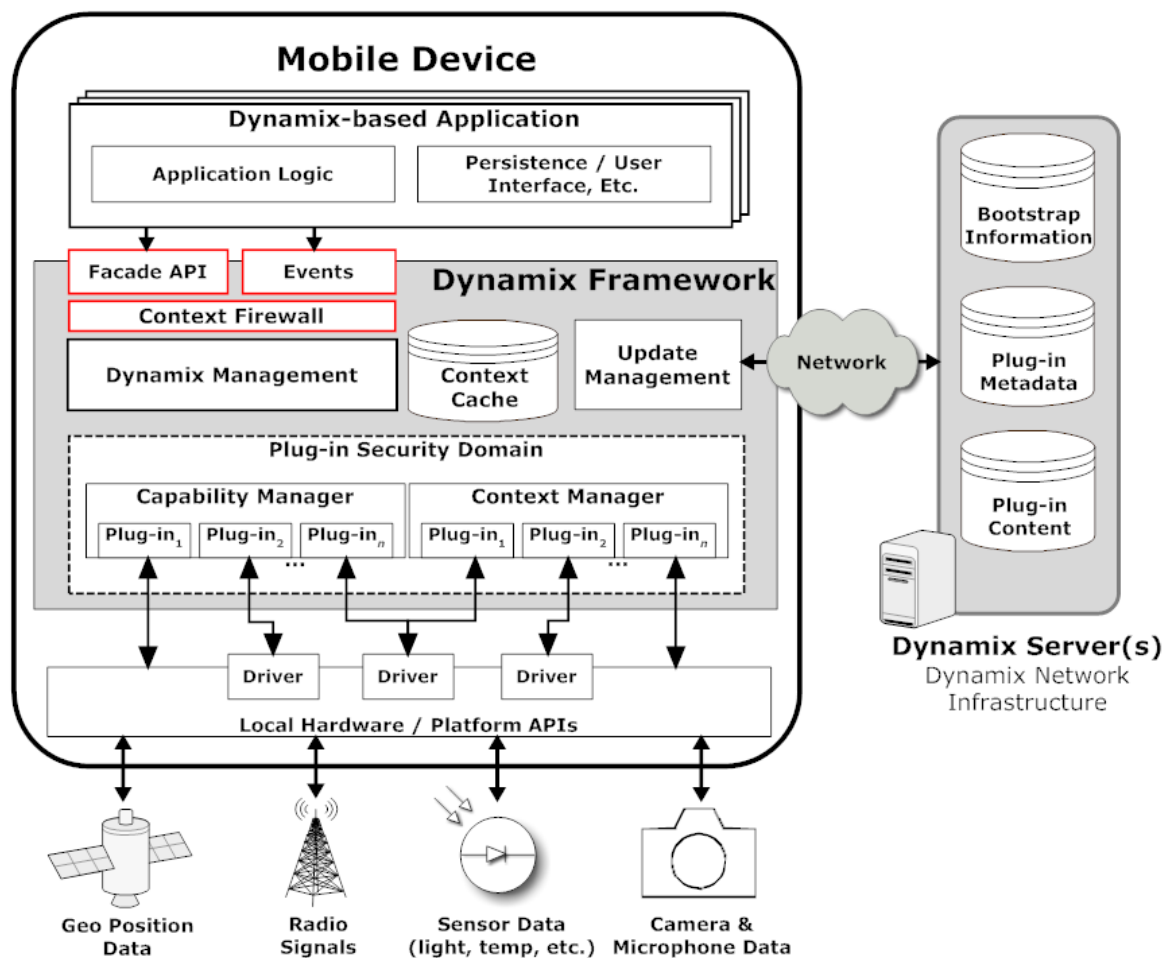 Mobile Device
Dynamix-based Application
Application Logic
Persistence / User
Interface, Etc.
Facade API
Events
Dynamix Framework
Context Firewall
Dynamix Management
Context
Cache
Update
Management
Network
Plug-in Security Domain
Capability Manager
Plug-in1
Plug-in2
...
Plug-inn
Context Manager
Plug-in1
Plug-in2
...
Plug-inn
Driver
Driver
Driver
Local Hardware / Platform APIs
Geo Position
Data
Radio
Signals
Sensor Data
(light, temp, etc.)
Camera &
Microphone Data
Bootstrap
Information
Plug-in
Metadata
Plug-in
Content
Dynamix Server(s)
Dynamix Network
Infrastructure